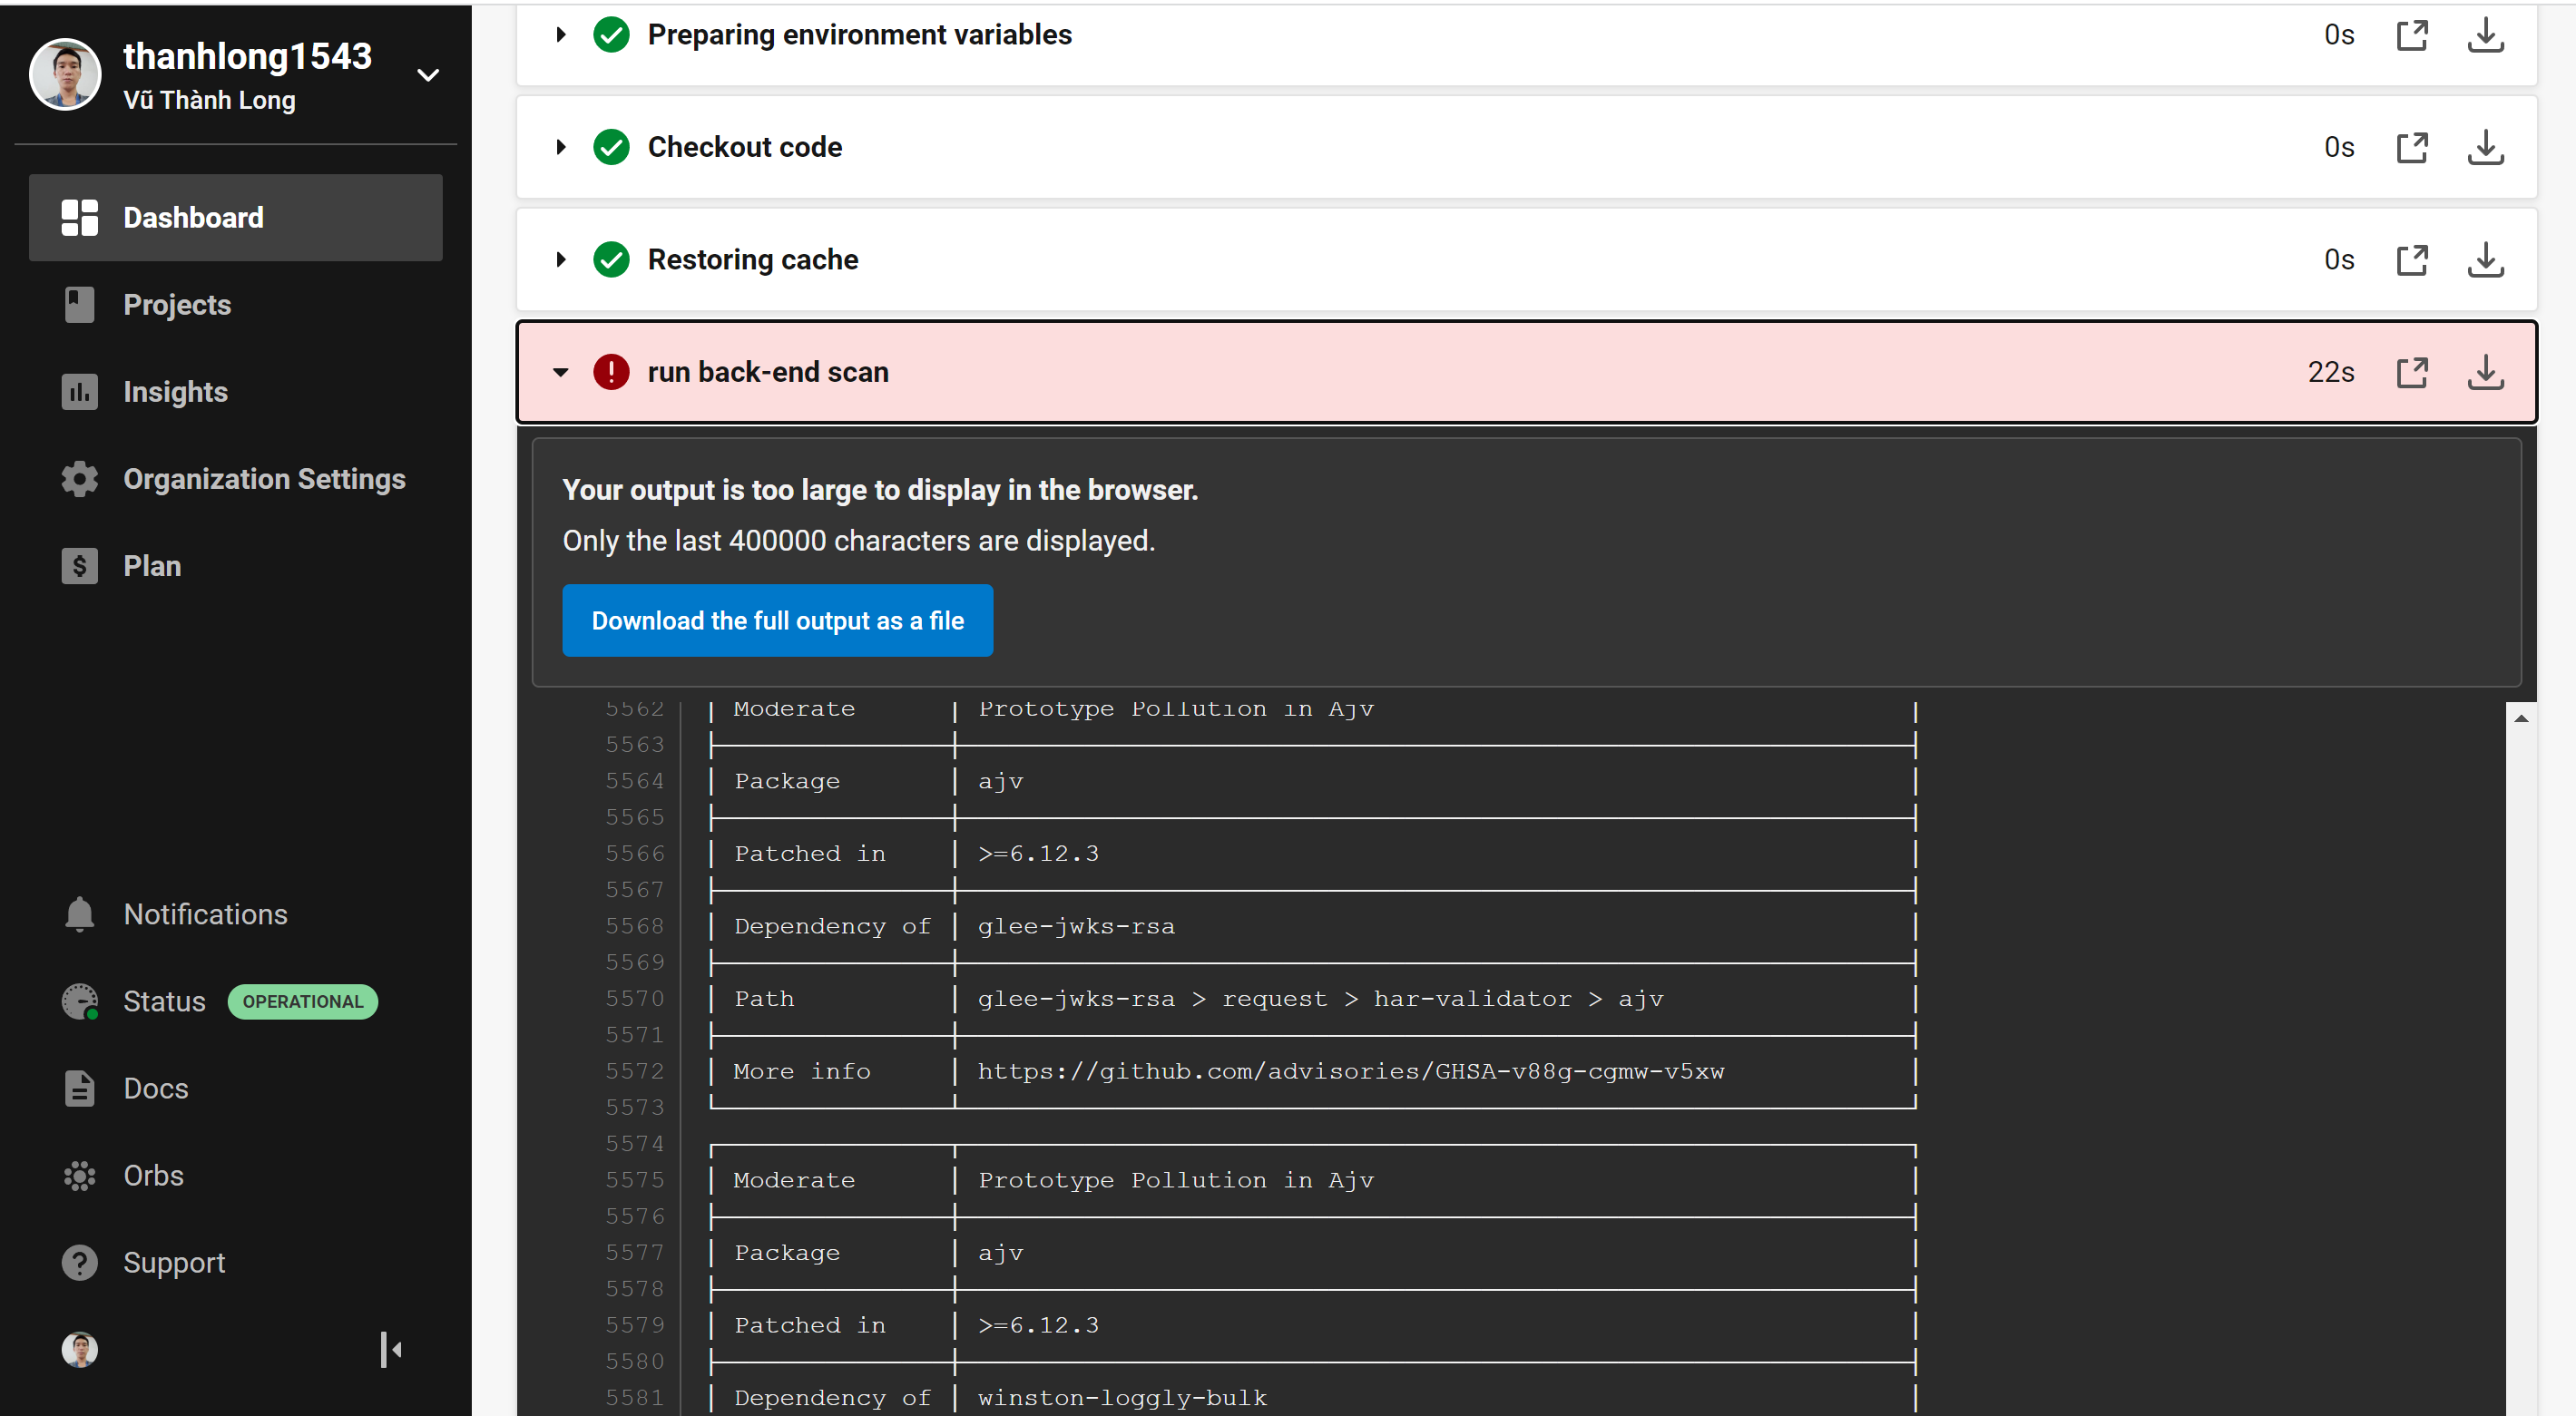 thanhlong1543
Vũ Thành Long
Dashboard
Projects
Insights
Organization Settings
Plan
Notifications
Status OPERATIONAL
Docs
Orbs
Support
Preparing environment variables 0s
Checkout code 0s
Restoring cache 0s
run back-end scan 22s
Your output is too large to display in the browser.
Only the last 400000 characters are displayed.
Download the full output as a file
5562 │ Moderate │ Prototype Pollution in Ajv │
5563 ├──────────┼──────────┤
5564 │ Package │ ajv │
5565 ├──────────┼──────────┤
5566 │ Patched in │ >=6.12.3 │
5567 ├──────────┼──────────┤
5568 │ Dependency of │ glee-jwks-rsa │
5569 ├──────────┼──────────┤
5570 │ Path │ glee-jwks-rsa > request > har-validator > ajv │
5571 ├──────────┼──────────┤
5572 │ More info │ https://github.com/advisories/GHSA-v88g-cgmw-v5xw │
5573 └──────────┴──────────┘
5574 ┌──────────┬──────────┐
5575 │ Moderate │ Prototype Pollution in Ajv │
5576 ├──────────┼──────────┤
5577 │ Package │ ajv │
5578 ├──────────┼──────────┤
5579 │ Patched in │ >=6.12.3 │
5580 ├──────────┼──────────┤
5581 │ Dependency of │ winston-loggly-bulk │